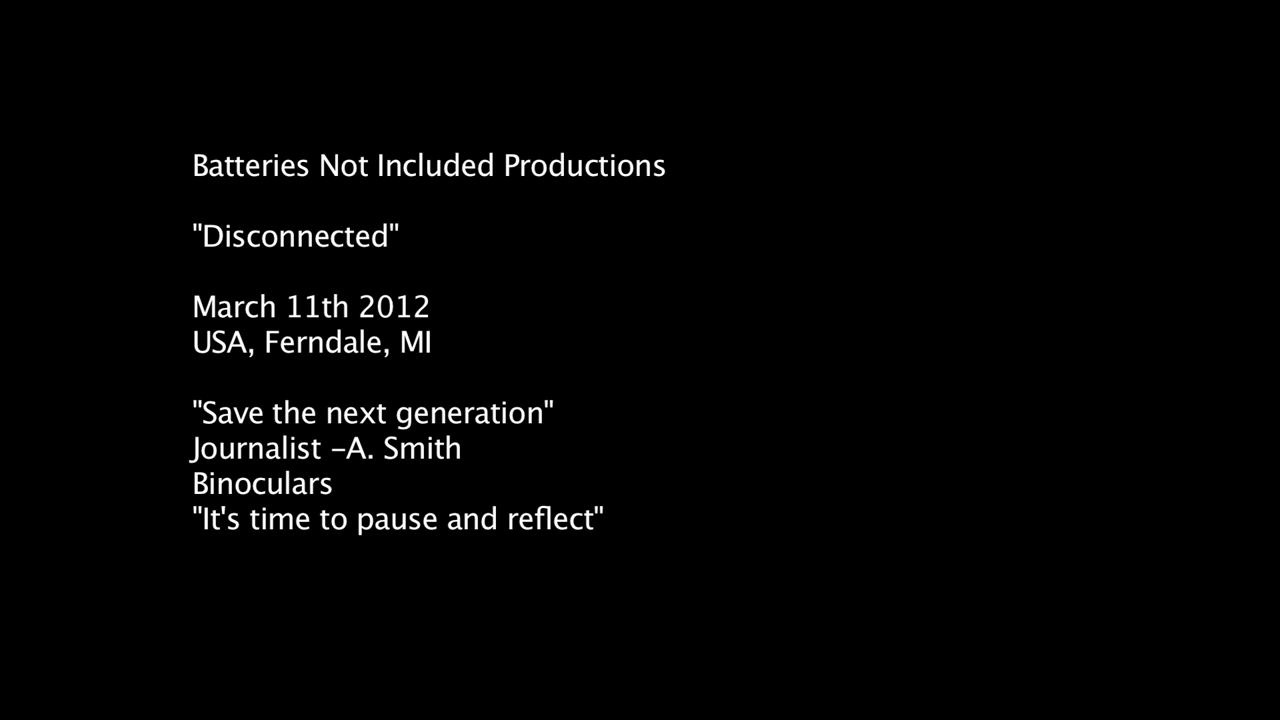 Batteries Not Included Productions
"Disconnected"
March 11th 2012
USA, Ferndale, MI
"Save the next generation"
Journalist –A. Smith
Binoculars
"It's time to pause and reflect"